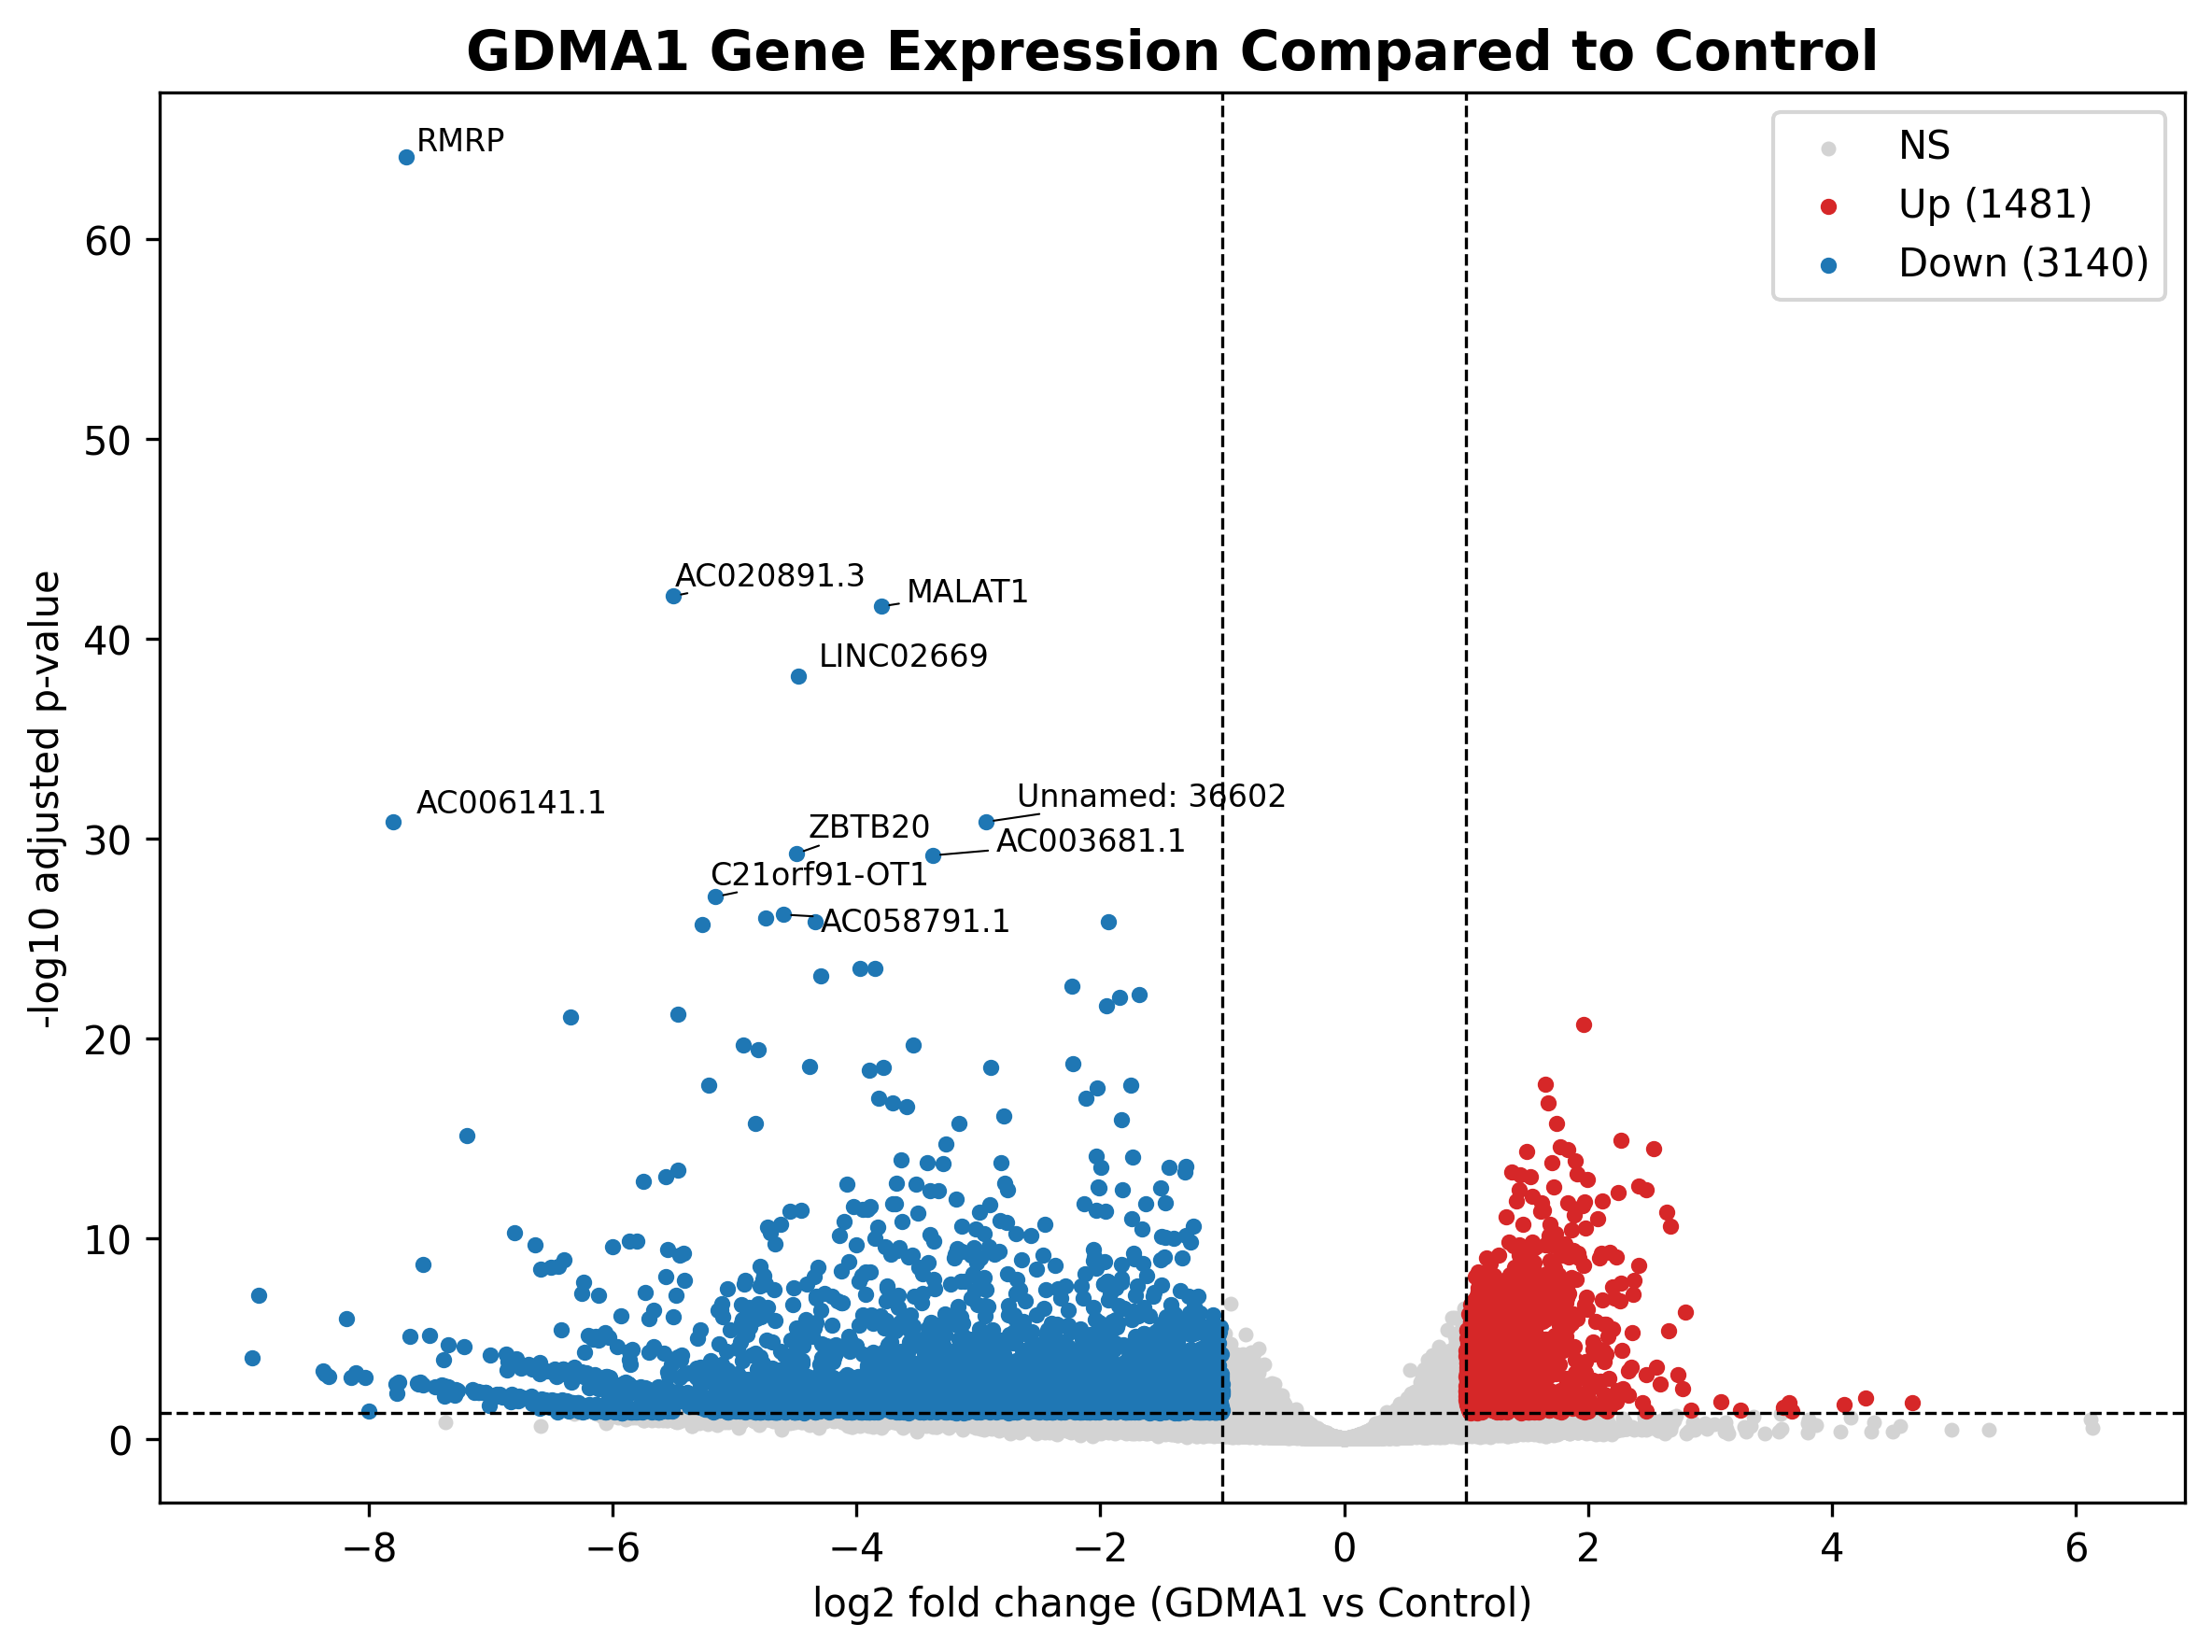 GDMA1 Gene Expression Compared to Control
NS
Up (1481)
Down (3140)
RMRP
AC020891.3
MALAT1
LINC02669
AC006141.1
Unnamed: 36602
ZBTB20
AC003681.1
C21orf91-OT1
AC058791.1
-log10 adjusted p-value
60
50
40
30
20
10
0
−8 −6 −4 −2 0 2 4 6
log2 fold change (GDMA1 vs Control)